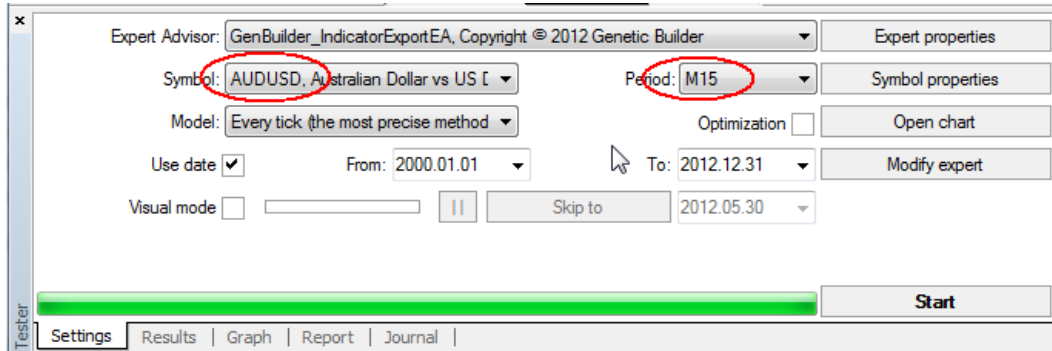 Expert Advisor: GenBuilder_IndicatorExportEA, Copyright © 2012 Genetic Builder Expert properties
Symbol: AUDUSD, Australian Dollar vs US D Period: M15 Symbol properties
Model: Every tick (the most precise method Optimization Open chart
Use date From: 2000.01.01 To: 2012.12.31 Modify expert
Visual mode Skip to 2012.05.30
Start
Tester
Settings Results Graph Report Journal